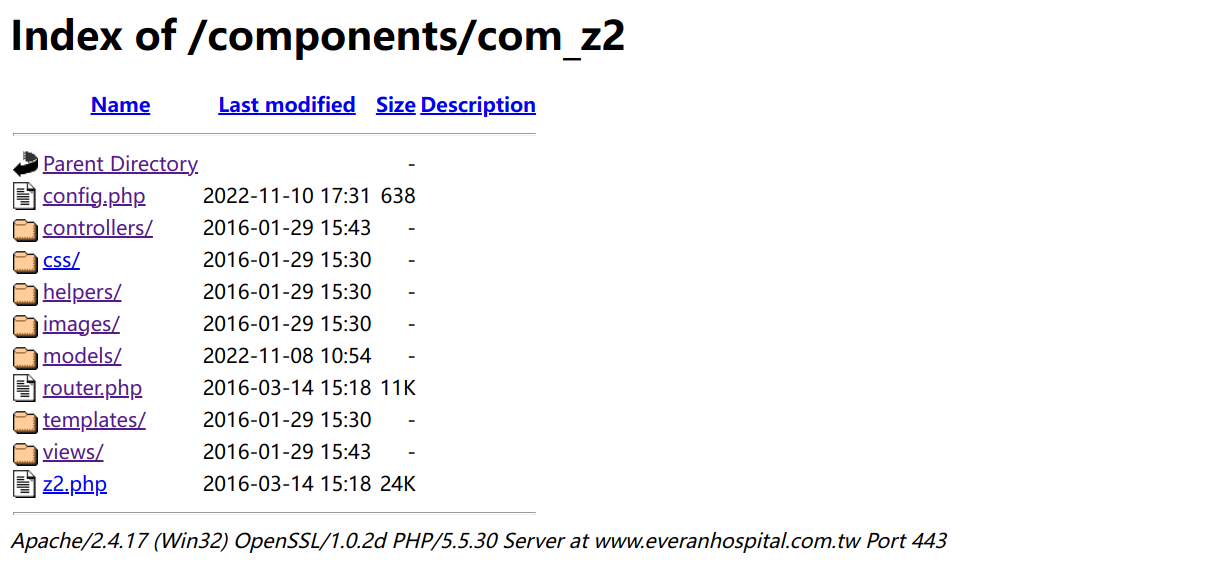 Index of /components/com_z2
Name Last modified Size Description
Parent Directory -
config.php 2022-11-10 17:31 638
controllers/ 2016-01-29 15:43 -
css/ 2016-01-29 15:30 -
helpers/ 2016-01-29 15:30 -
images/ 2016-01-29 15:30 -
models/ 2022-11-08 10:54 -
router.php 2016-03-14 15:18 11K
templates/ 2016-01-29 15:30 -
views/ 2016-01-29 15:43 -
z2.php 2016-03-14 15:18 24K
Apache/2.4.17 (Win32) OpenSSL/1.0.2d PHP/5.5.30 Server at www.everanhospital.com.tw Port 443